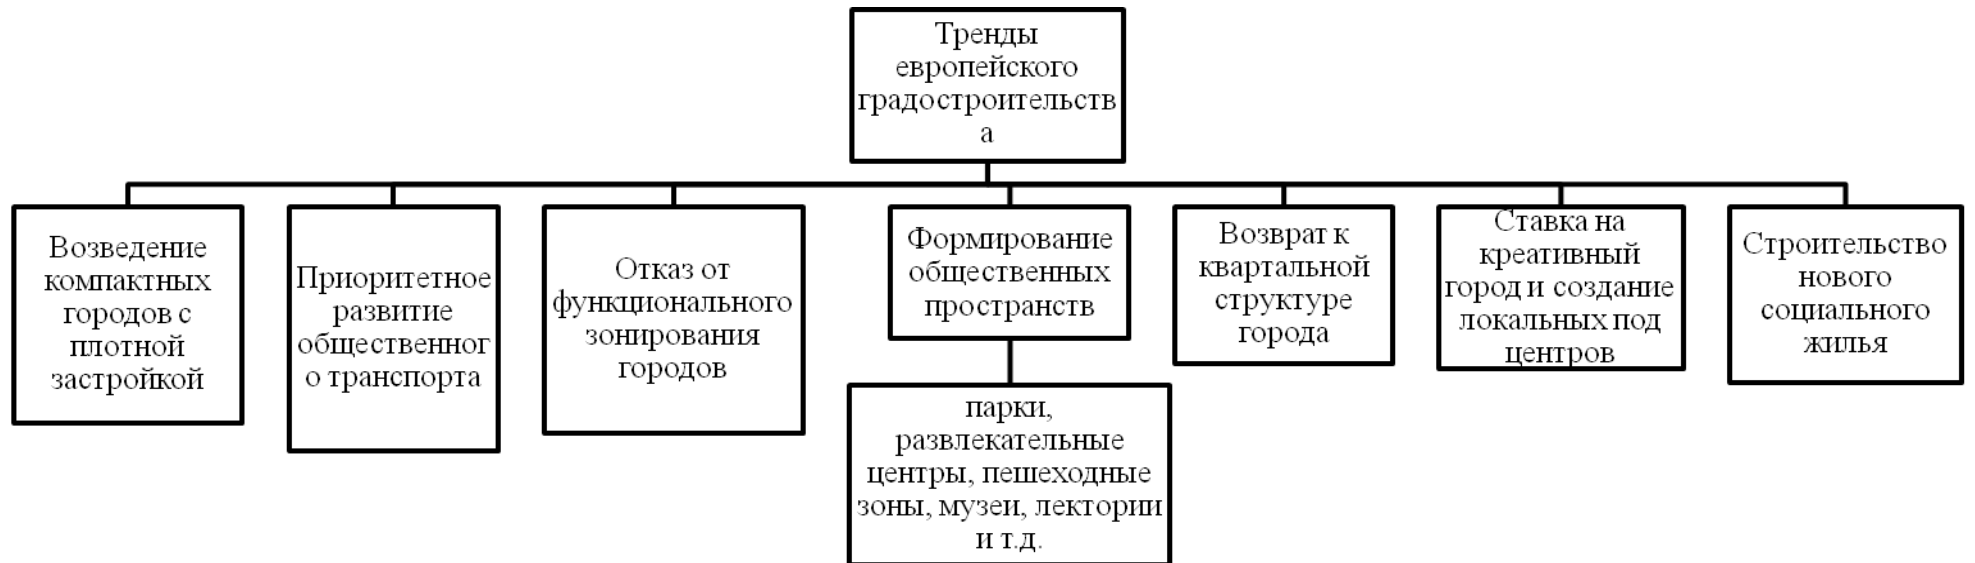 Тренды
европейского
градостроительств
а
Возведение
компактных
городов с
плотной
застройкой
Приоритетное
развитие
общественног
о транспорта
Отказ от
функционального
зонирования
городов
Формирование
общественных
пространств
парки,
развлекательные
центры, пешеходные
зоны, музеи, лектории
и т.д.
Возврат к
квартальной
структуре
города
Ставка на
креативный
город и создание
локальных под
центров
Строительство
нового
социального
жилья